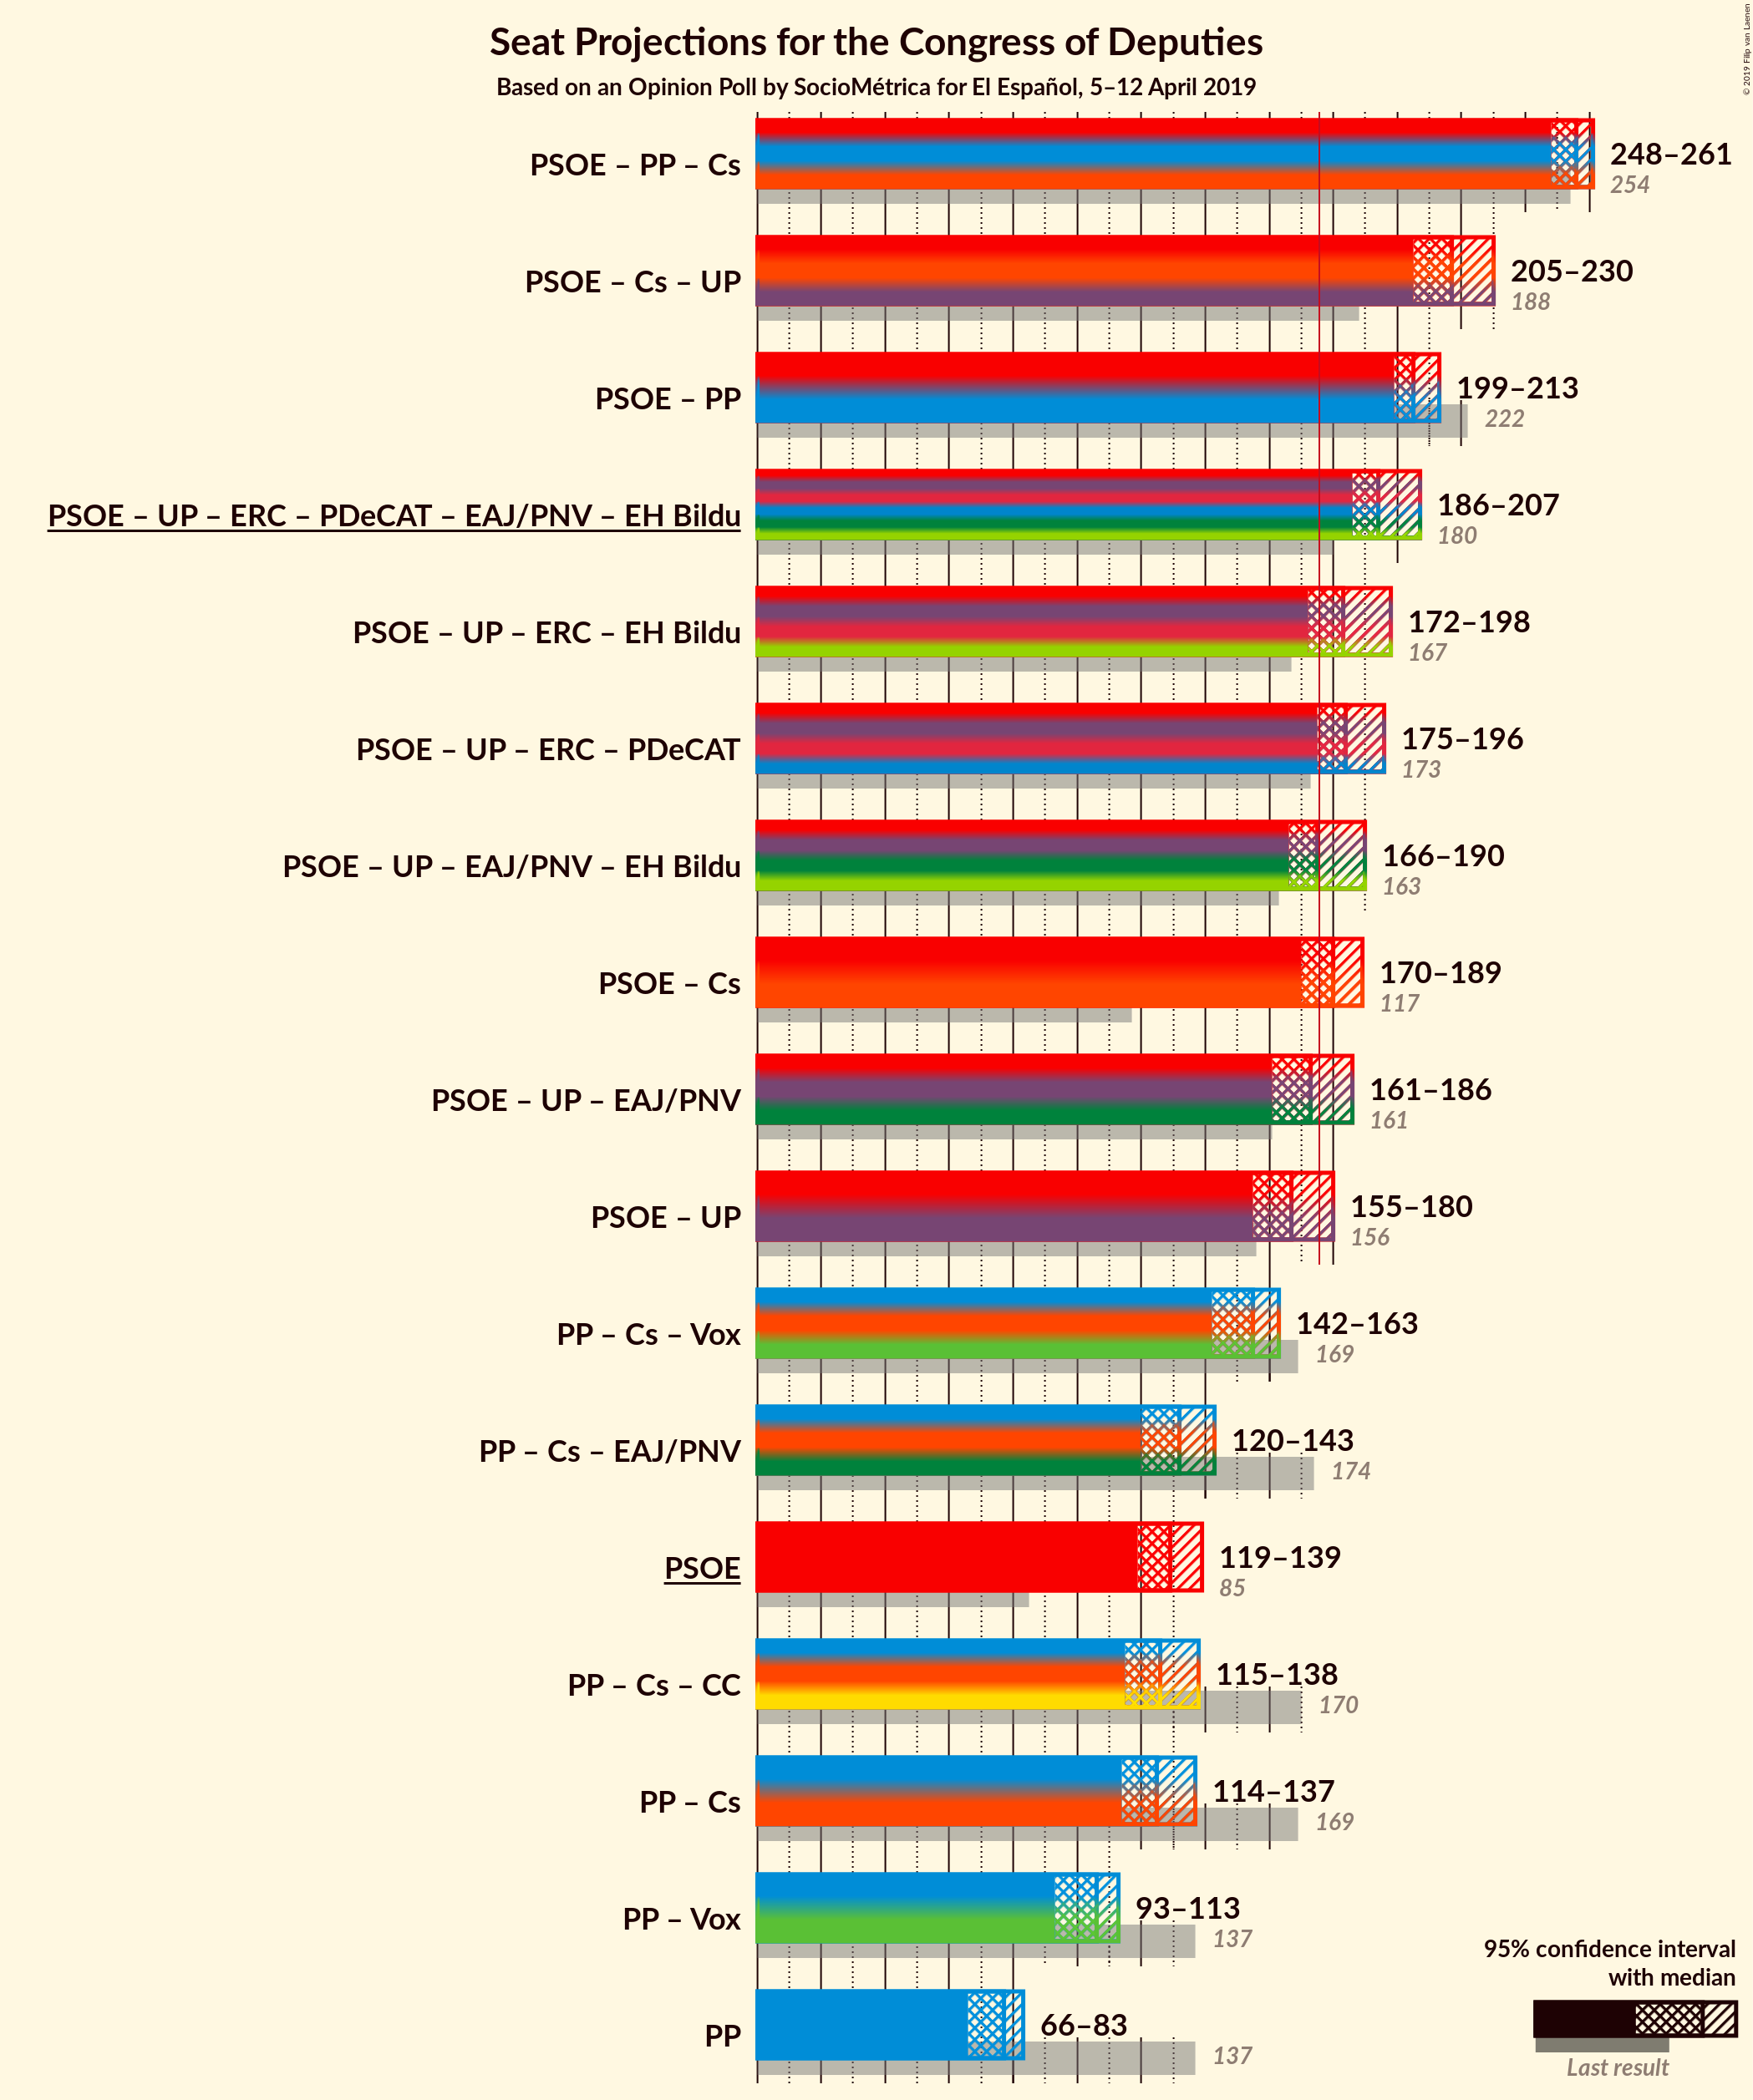 Seat Projections for the Congress of Deputies
Based on an Opinion Poll by SocioMétrica for El Español, 5–12 April 2019
© 2019 Filip van Laenen
PSOE – PP – Cs
248–261
254
PSOE – Cs – UP
205–230
188
PSOE – PP
199–213
222
PSOE – UP – ERC – PDeCAT – EAJ/PNV – EH Bildu
186–207
180
PSOE – UP – ERC – EH Bildu
172–198
167
PSOE – UP – ERC – PDeCAT
175–196
173
PSOE – UP – EAJ/PNV – EH Bildu
166–190
163
PSOE – Cs
170–189
117
PSOE – UP – EAJ/PNV
161–186
161
PSOE – UP
155–180
156
PP – Cs – Vox
142–163
169
PP – Cs – EAJ/PNV
120–143
174
PSOE
119–139
85
PP – Cs – CC
115–138
170
PP – Cs
114–137
169
PP – Vox
93–113
137
PP
66–83
137
95% confidence interval
with median
Last result